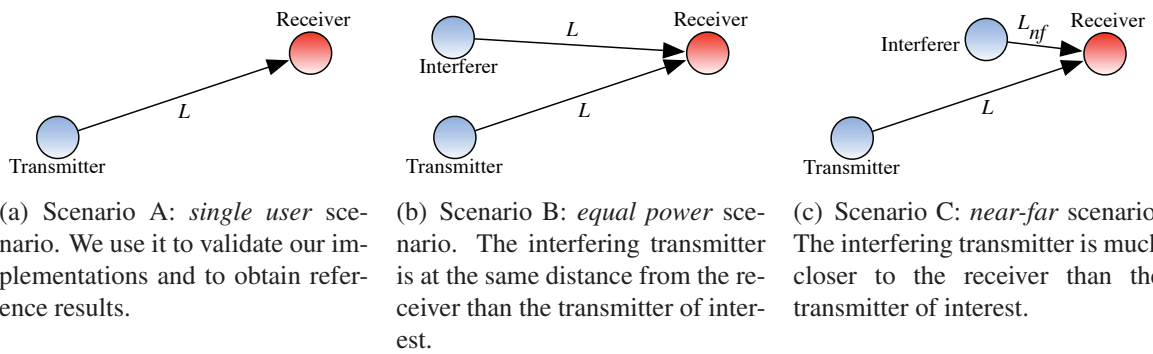 Receiver
L
Transmitter
Receiver
L
Interferer
L
Transmitter
Receiver
L_nf
Interferer
L
Transmitter
(a) Scenario A: single user sce-
nario. We use it to validate our im-
plementations and to obtain refer-
ence results.
(b) Scenario B: equal power sce-
nario. The interfering transmitter
is at the same distance from the re-
ceiver than the transmitter of inter-
est.
(c) Scenario C: near-far scenario
The interfering transmitter is muc
closer to the receiver than the
transmitter of interest.